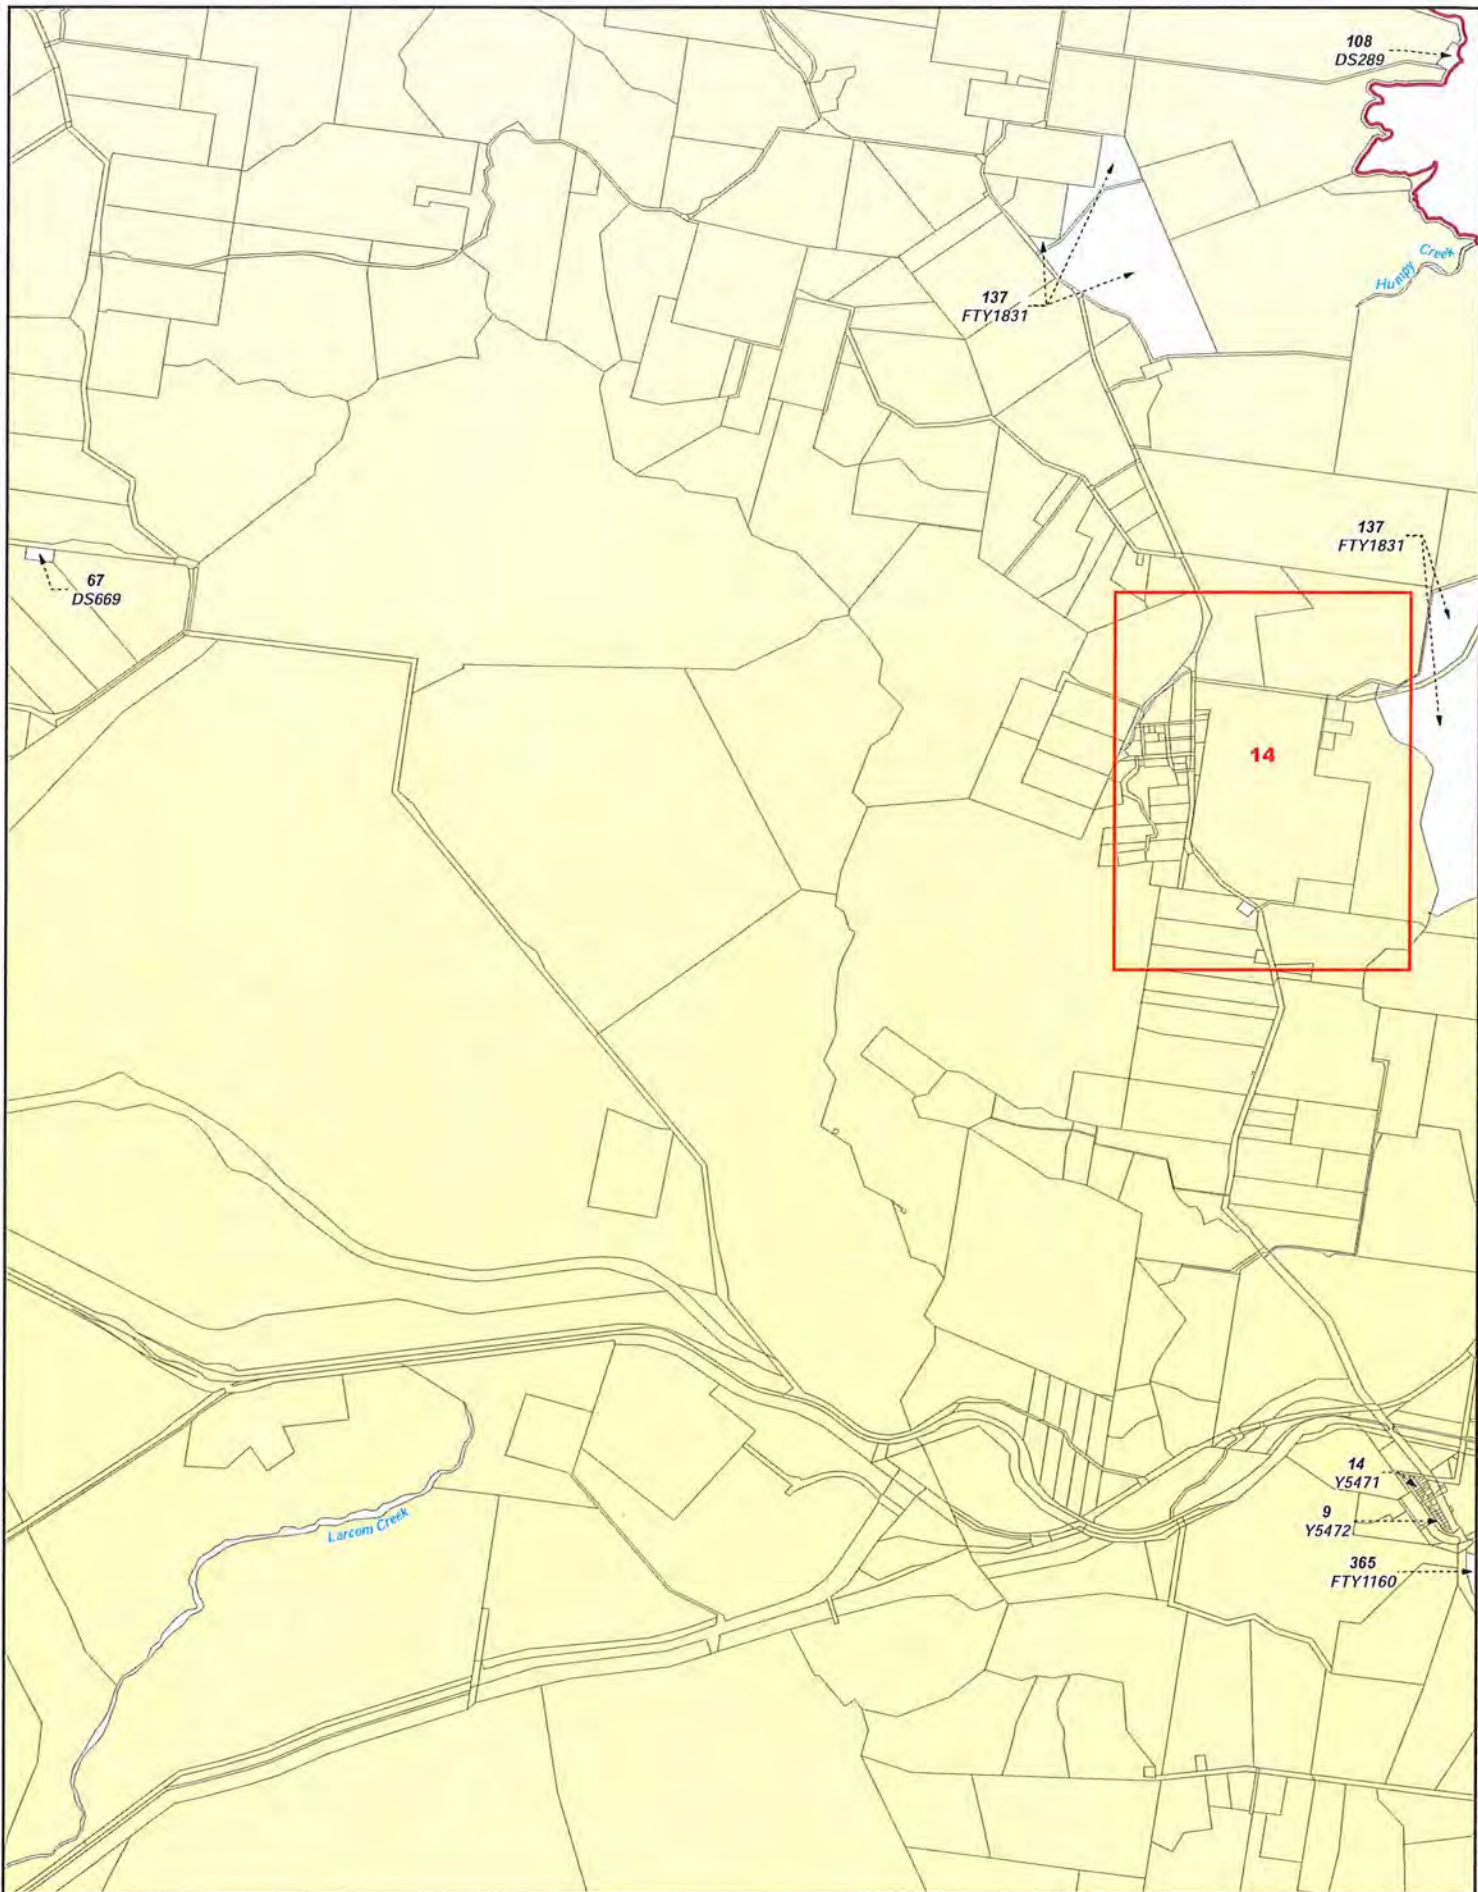 108
DS289
Humpy Creek
137
FTY1831
137
FTY1831
67
DS669
14
14
Y5471
9
Y5472
365
FTY1160
Larcom Creek